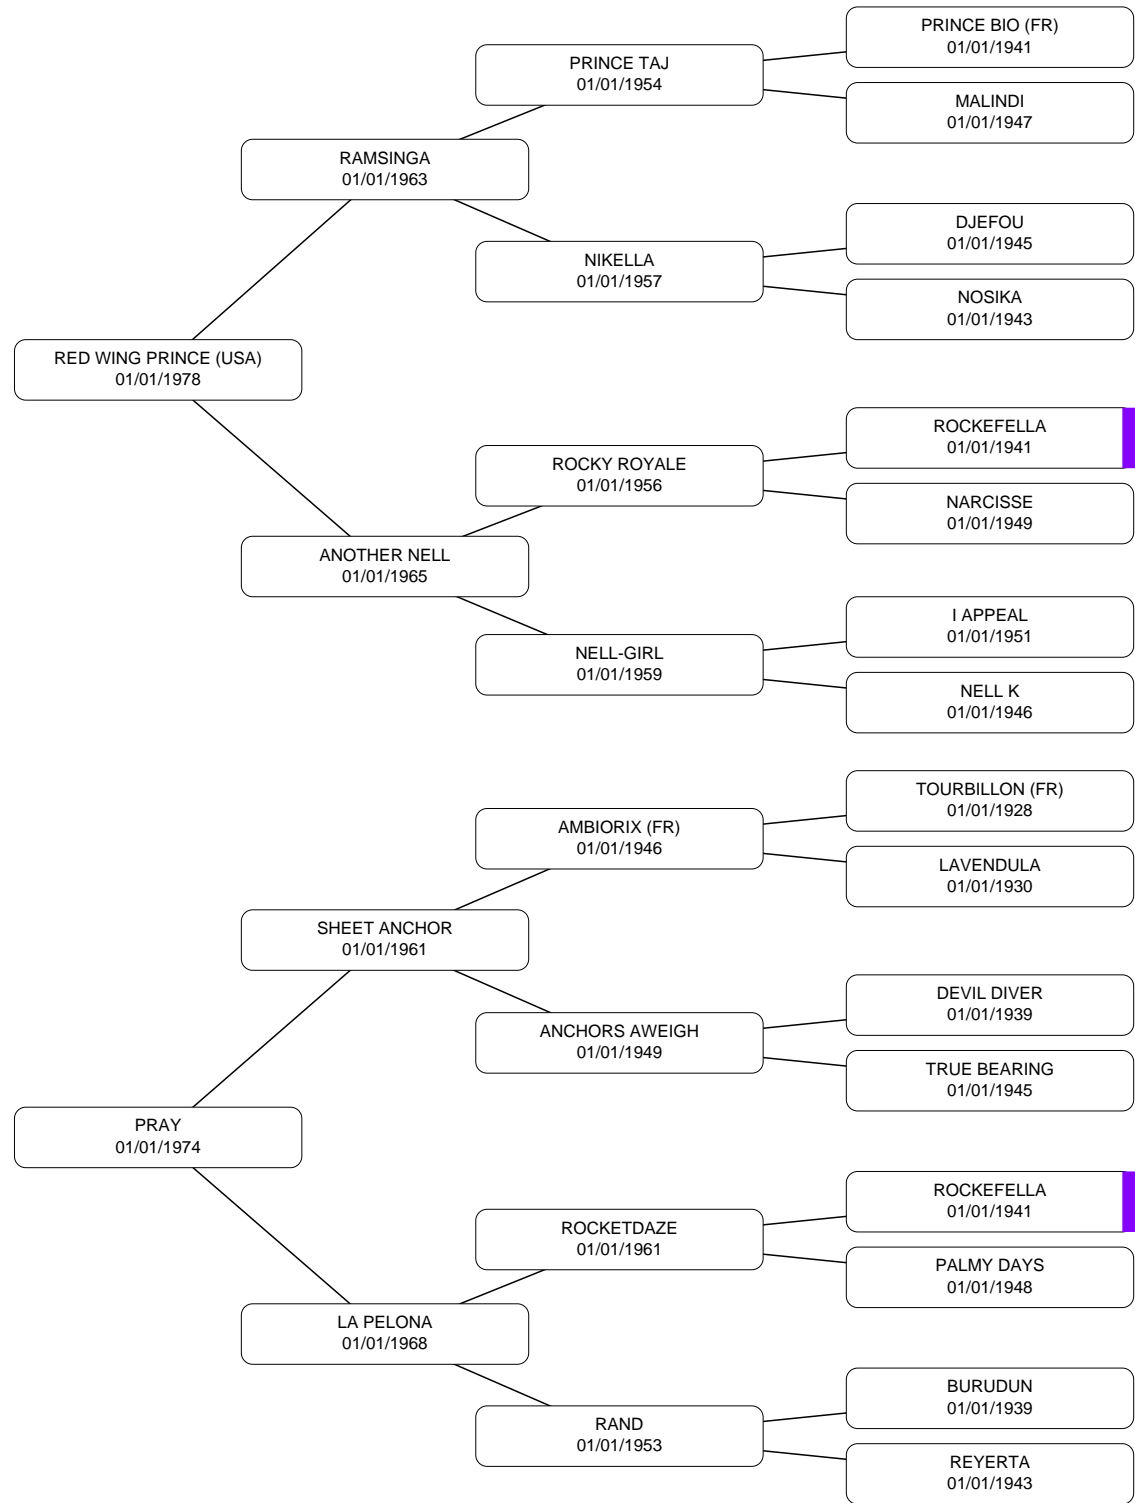 PRINCE BIO (FR)
01/01/1941
PRINCE TAJ
01/01/1954
MALINDI
01/01/1947
RAMSINGA
01/01/1963
DJEFOU
01/01/1945
NIKELLA
01/01/1957
NOSIKA
01/01/1943
RED WING PRINCE (USA)
01/01/1978
ROCKEFELLA
01/01/1941
ROCKY ROYALE
01/01/1956
NARCISSE
01/01/1949
ANOTHER NELL
01/01/1965
I APPEAL
01/01/1951
NELL-GIRL
01/01/1959
NELL K
01/01/1946
TOURBILLON (FR)
01/01/1928
AMBIORIX (FR)
01/01/1946
LAVENDULA
01/01/1930
SHEET ANCHOR
01/01/1961
DEVIL DIVER
01/01/1939
ANCHORS AWEIGH
01/01/1949
TRUE BEARING
01/01/1945
PRAY
01/01/1974
ROCKEFELLA
01/01/1941
ROCKETDAZE
01/01/1961
PALMY DAYS
01/01/1948
LA PELONA
01/01/1968
BURUDUN
01/01/1939
RAND
01/01/1953
REYERTA
01/01/1943